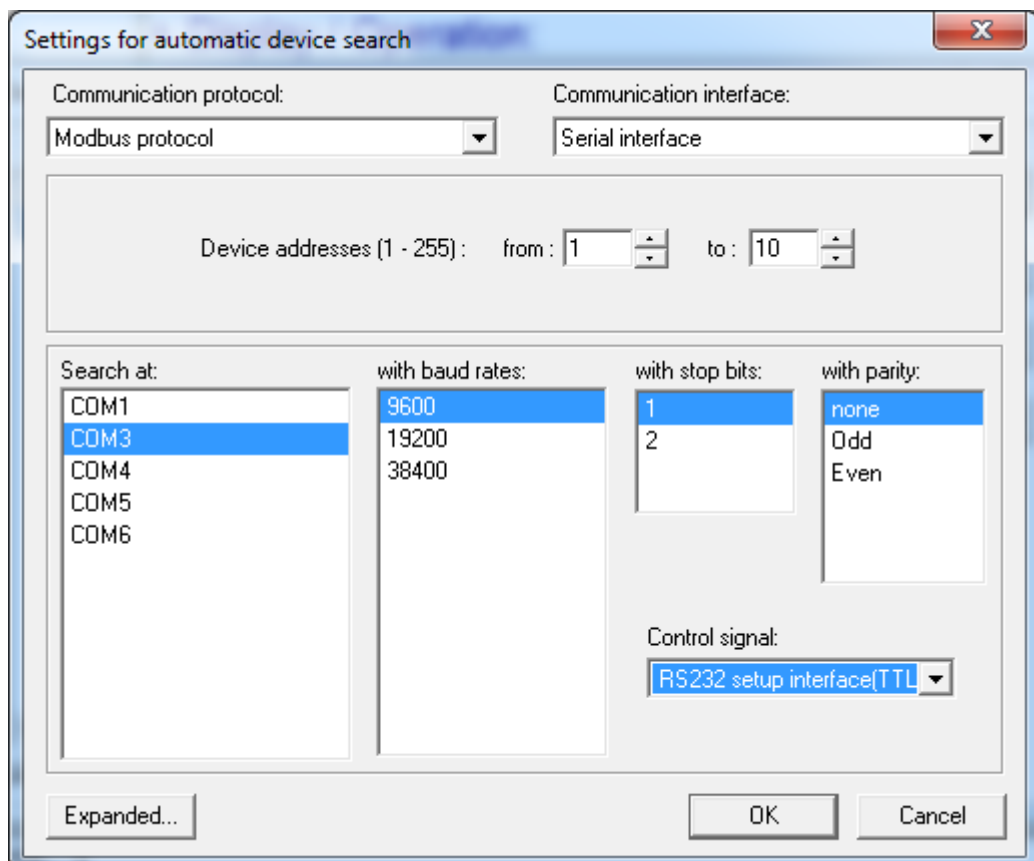 Settings for automatic device search
Communication protocol:
Communication interface:
Modbus protocol
Serial interface
Device addresses (1 - 255) : from : 1 to : 10
Search at:
with baud rates:
with stop bits:
with parity:
COM1
COM3
COM4
COM5
COM6
9600
19200
38400
1
2
none
Odd
Even
Control signal:
RS232 setup interface(TTL
Expanded...
OK
Cancel